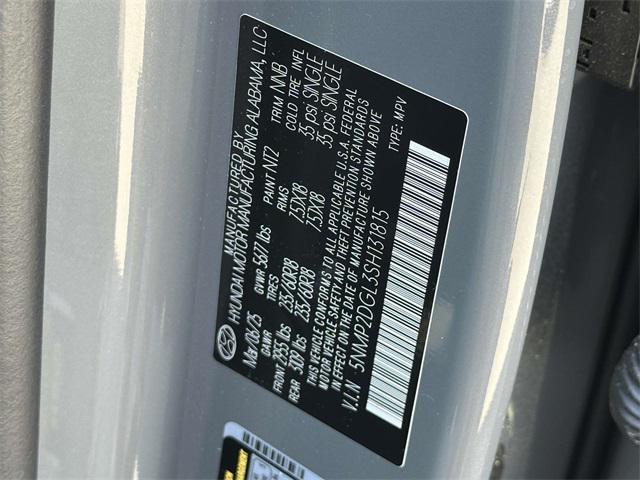 MANUFACTURED BY
HYUNDAI MOTOR MANUFACTURING ALABAMA, LLC
Mar/06/25 GVWR 5677 lbs PAINT NT2 TRIM NNB
GAWR TIRES RIMS COLD TIRE INFL
FRONT 2955 lbs 235/60R18 7.5JX18 35 psi SINGLE
REAR 3109 lbs 235/60R18 7.5JX18 35 psi SINGLE
THIS VEHICLE CONFORMS TO ALL APPLICABLE U.S.A. FEDERAL
MOTOR VEHICLE SAFETY AND THEFT PREVENTION STANDARDS
IN EFFECT ON THE DATE OF MANUFACTURE SHOWN ABOVE
V.I.N 5NMP2DGL3SH131815 TYPE: MPV